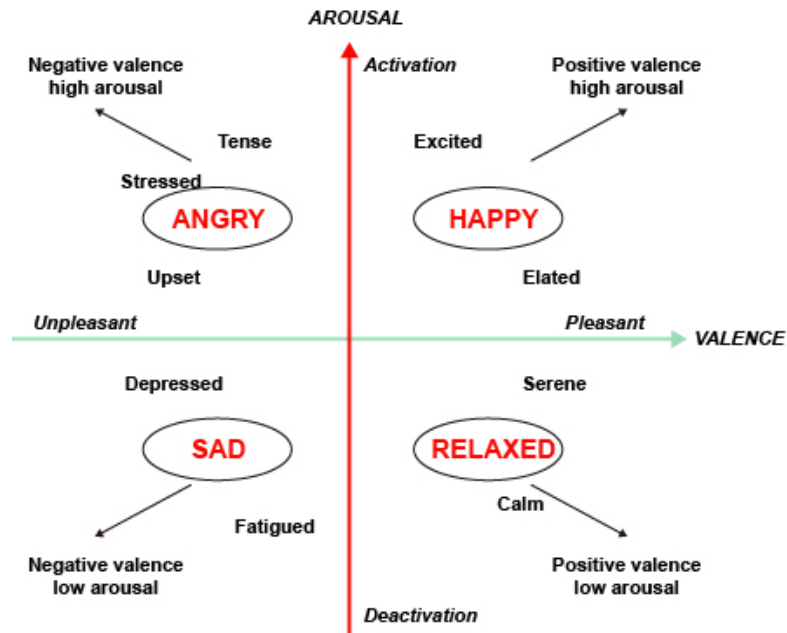 AROUSAL
Negative valence
high arousal
Activation
Positive valence
high arousal
Tense
Excited
Stressed
ANGRY
HAPPY
Upset
Elated
Unpleasant
Pleasant
VALENCE
Depressed
Serene
SAD
RELAXED
Calm
Fatigued
Negative valence
low arousal
Positive valence
low arousal
Deactivation